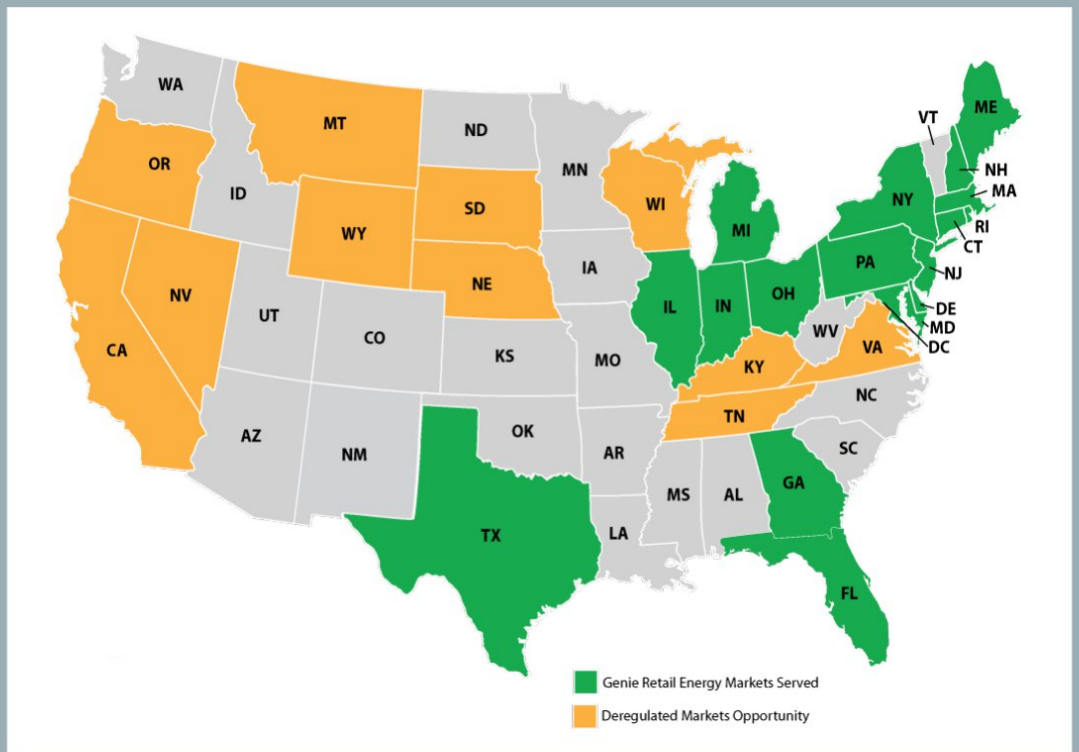 WA
MT
ND
MN
OR
ID
WY
SD
WI
MI
NY
VT
ME
NH
MA
RI
CT
NJ
PA
DE
MD
DC
CA
NV
UT
CO
NE
IA
KS
MO
IL
IN
OH
WV
VA
KY
TN
NC
SC
AZ
NM
OK
AR
TX
LA
MS
AL
GA
FL
Genie Retail Energy Markets Served
Deregulated Markets Opportunity